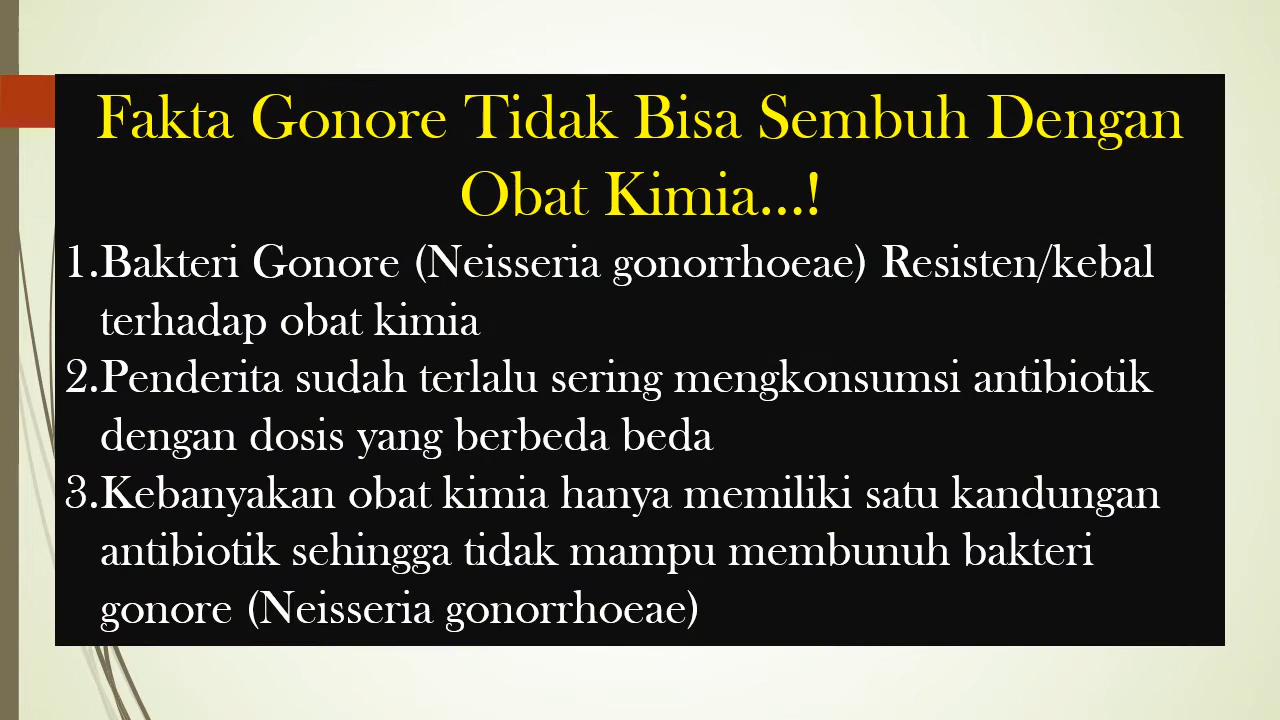 Fakta Gonore Tidak Bisa Sembuh Dengan
Obat Kimia...!
1.Bakteri Gonore (Neisseria gonorrhoeae) Resisten/kebal
terhadap obat kimia
2.Penderita sudah terlalu sering mengkonsumsi antibiotik
dengan dosis yang berbeda beda
3.Kebanyakan obat kimia hanya memiliki satu kandungan
antibiotik sehingga tidak mampu membunuh bakteri
gonore (Neisseria gonorrhoeae)